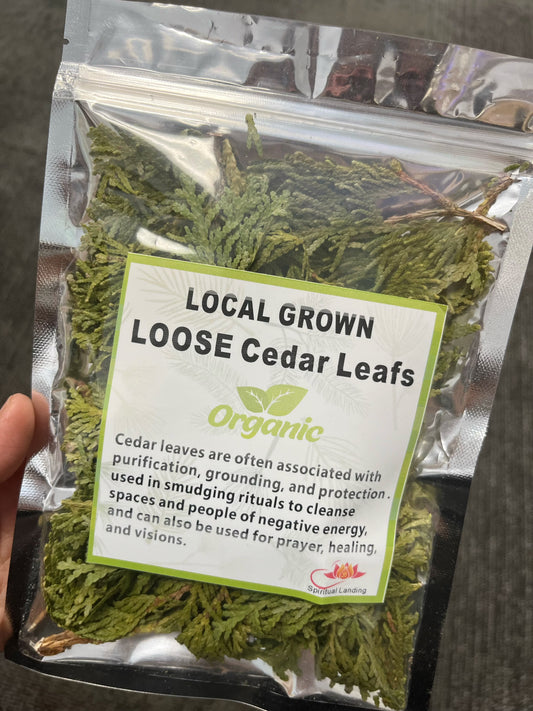 LOCAL GROWN
LOOSE Cedar Leafs
Organic
Cedar leaves are often associated with
purification, grounding, and protection.
used in smudging rituals to cleanse
spaces and people of negative energy,
and can also be used for prayer, healing,
and visions.
Spiritual Landing